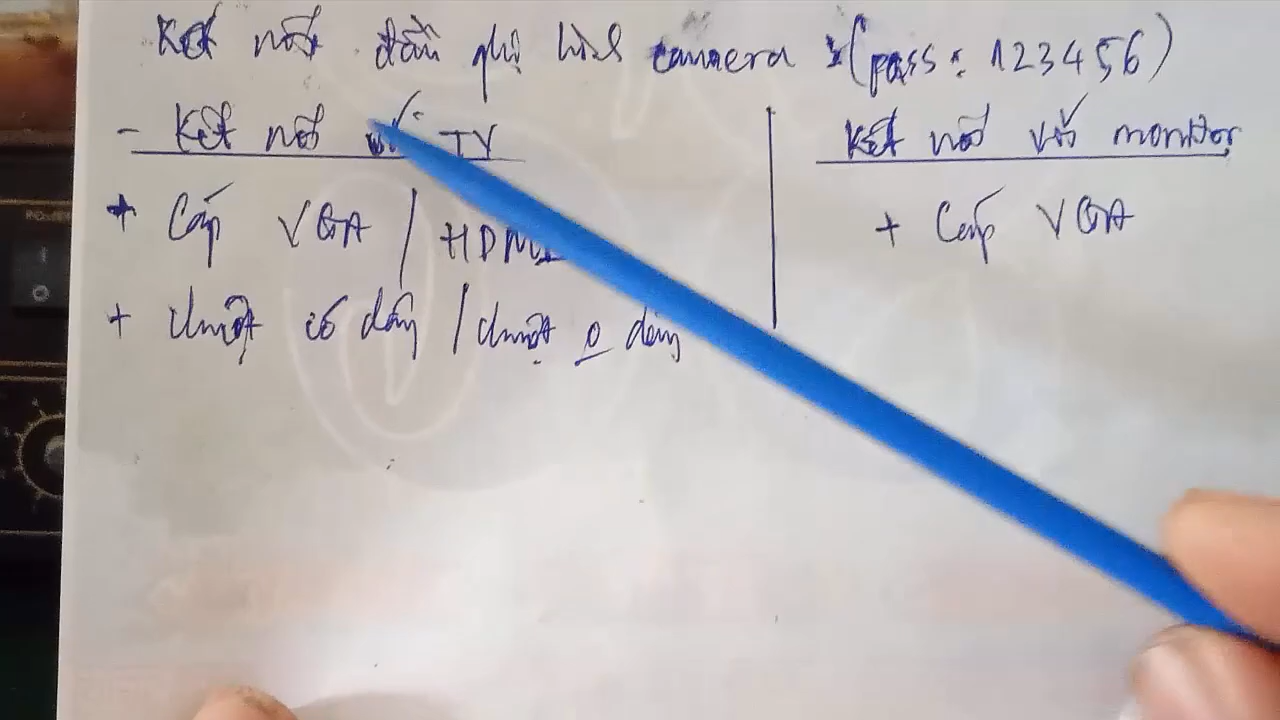 Kết nối đầu ghi hình camera (pass: 123456)
- Kết nối với TV
+ Cáp VGA / HDMI
+ chuột có dây / chuột o dây
Kết nối với monitor
+ Cáp VGA